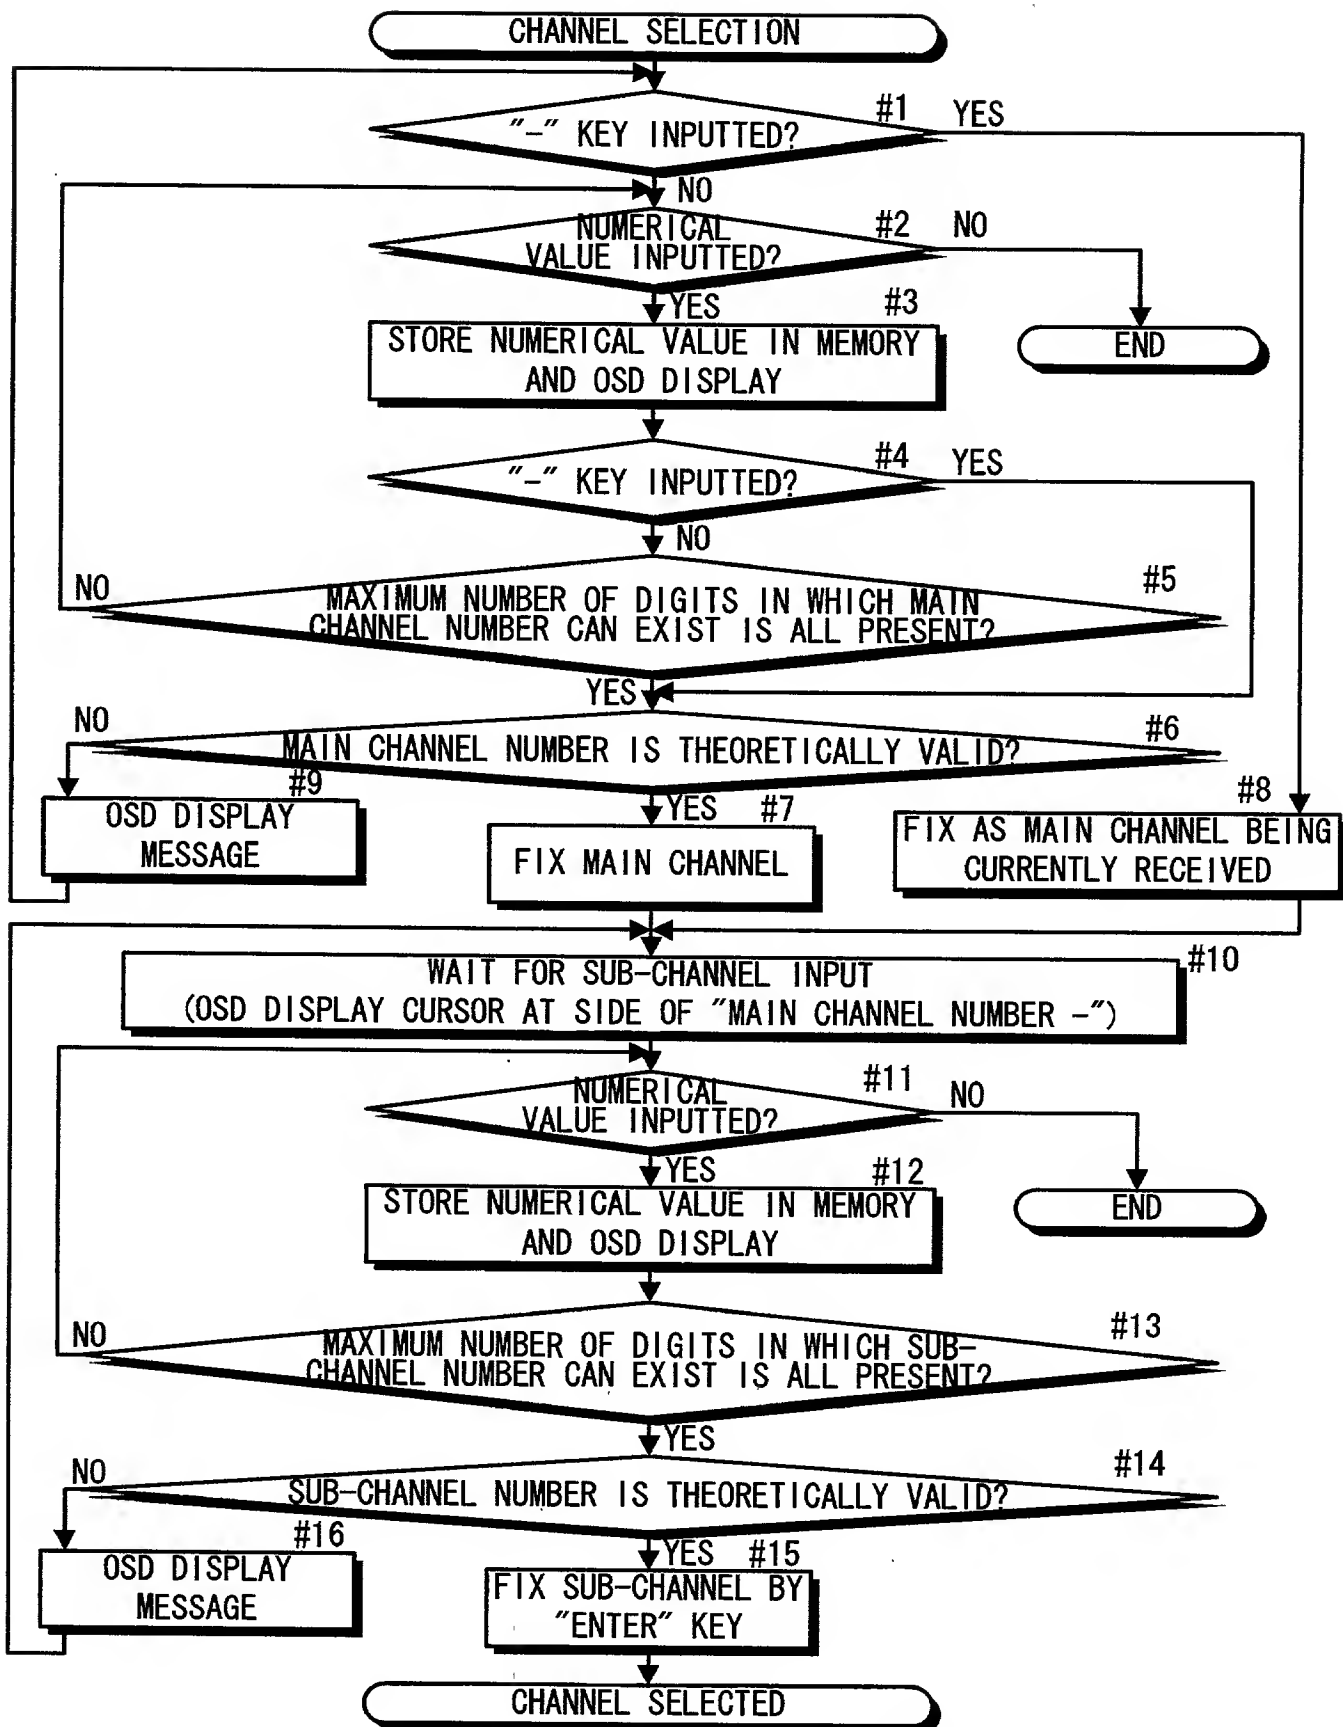 CHANNEL SELECTION
#1
YES
"-" KEY INPUTTED?
NO
#2
NO
NUMERICAL
VALUE INPUTTED?
YES
#3
STORE NUMERICAL VALUE IN MEMORY
AND OSD DISPLAY
END
#4
YES
"-" KEY INPUTTED?
NO
NO
#5
MAXIMUM NUMBER OF DIGITS IN WHICH MAIN
CHANNEL NUMBER CAN EXIST IS ALL PRESENT?
YES
NO
#6
MAIN CHANNEL NUMBER IS THEORETICALLY VALID?
#9
OSD DISPLAY
MESSAGE
YES
#7
FIX MAIN CHANNEL
#8
FIX AS MAIN CHANNEL BEING
CURRENTLY RECEIVED
#10
WAIT FOR SUB-CHANNEL INPUT
(OSD DISPLAY CURSOR AT SIDE OF "MAIN CHANNEL NUMBER -")
#11
NO
NUMERICAL
VALUE INPUTTED?
YES
#12
STORE NUMERICAL VALUE IN MEMORY
AND OSD DISPLAY
END
NO
#13
MAXIMUM NUMBER OF DIGITS IN WHICH SUB-
CHANNEL NUMBER CAN EXIST IS ALL PRESENT?
YES
NO
#14
SUB-CHANNEL NUMBER IS THEORETICALLY VALID?
#16
OSD DISPLAY
MESSAGE
YES
#15
FIX SUB-CHANNEL BY
"ENTER" KEY
CHANNEL SELECTED